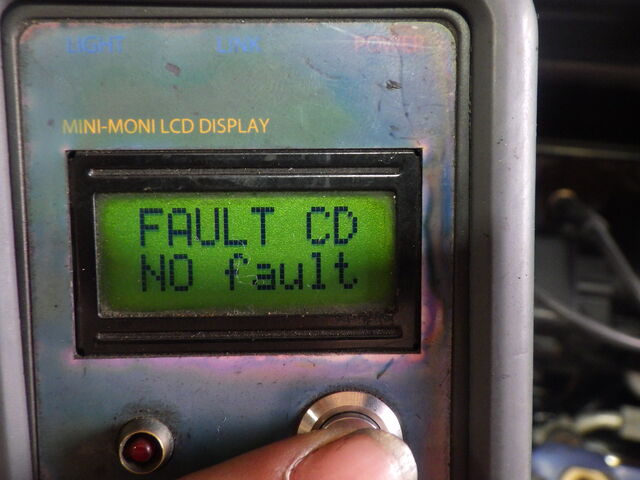 LIGHT LINK POWER
MINI-MONI LCD DISPLAY
FAULT CD
NO fault